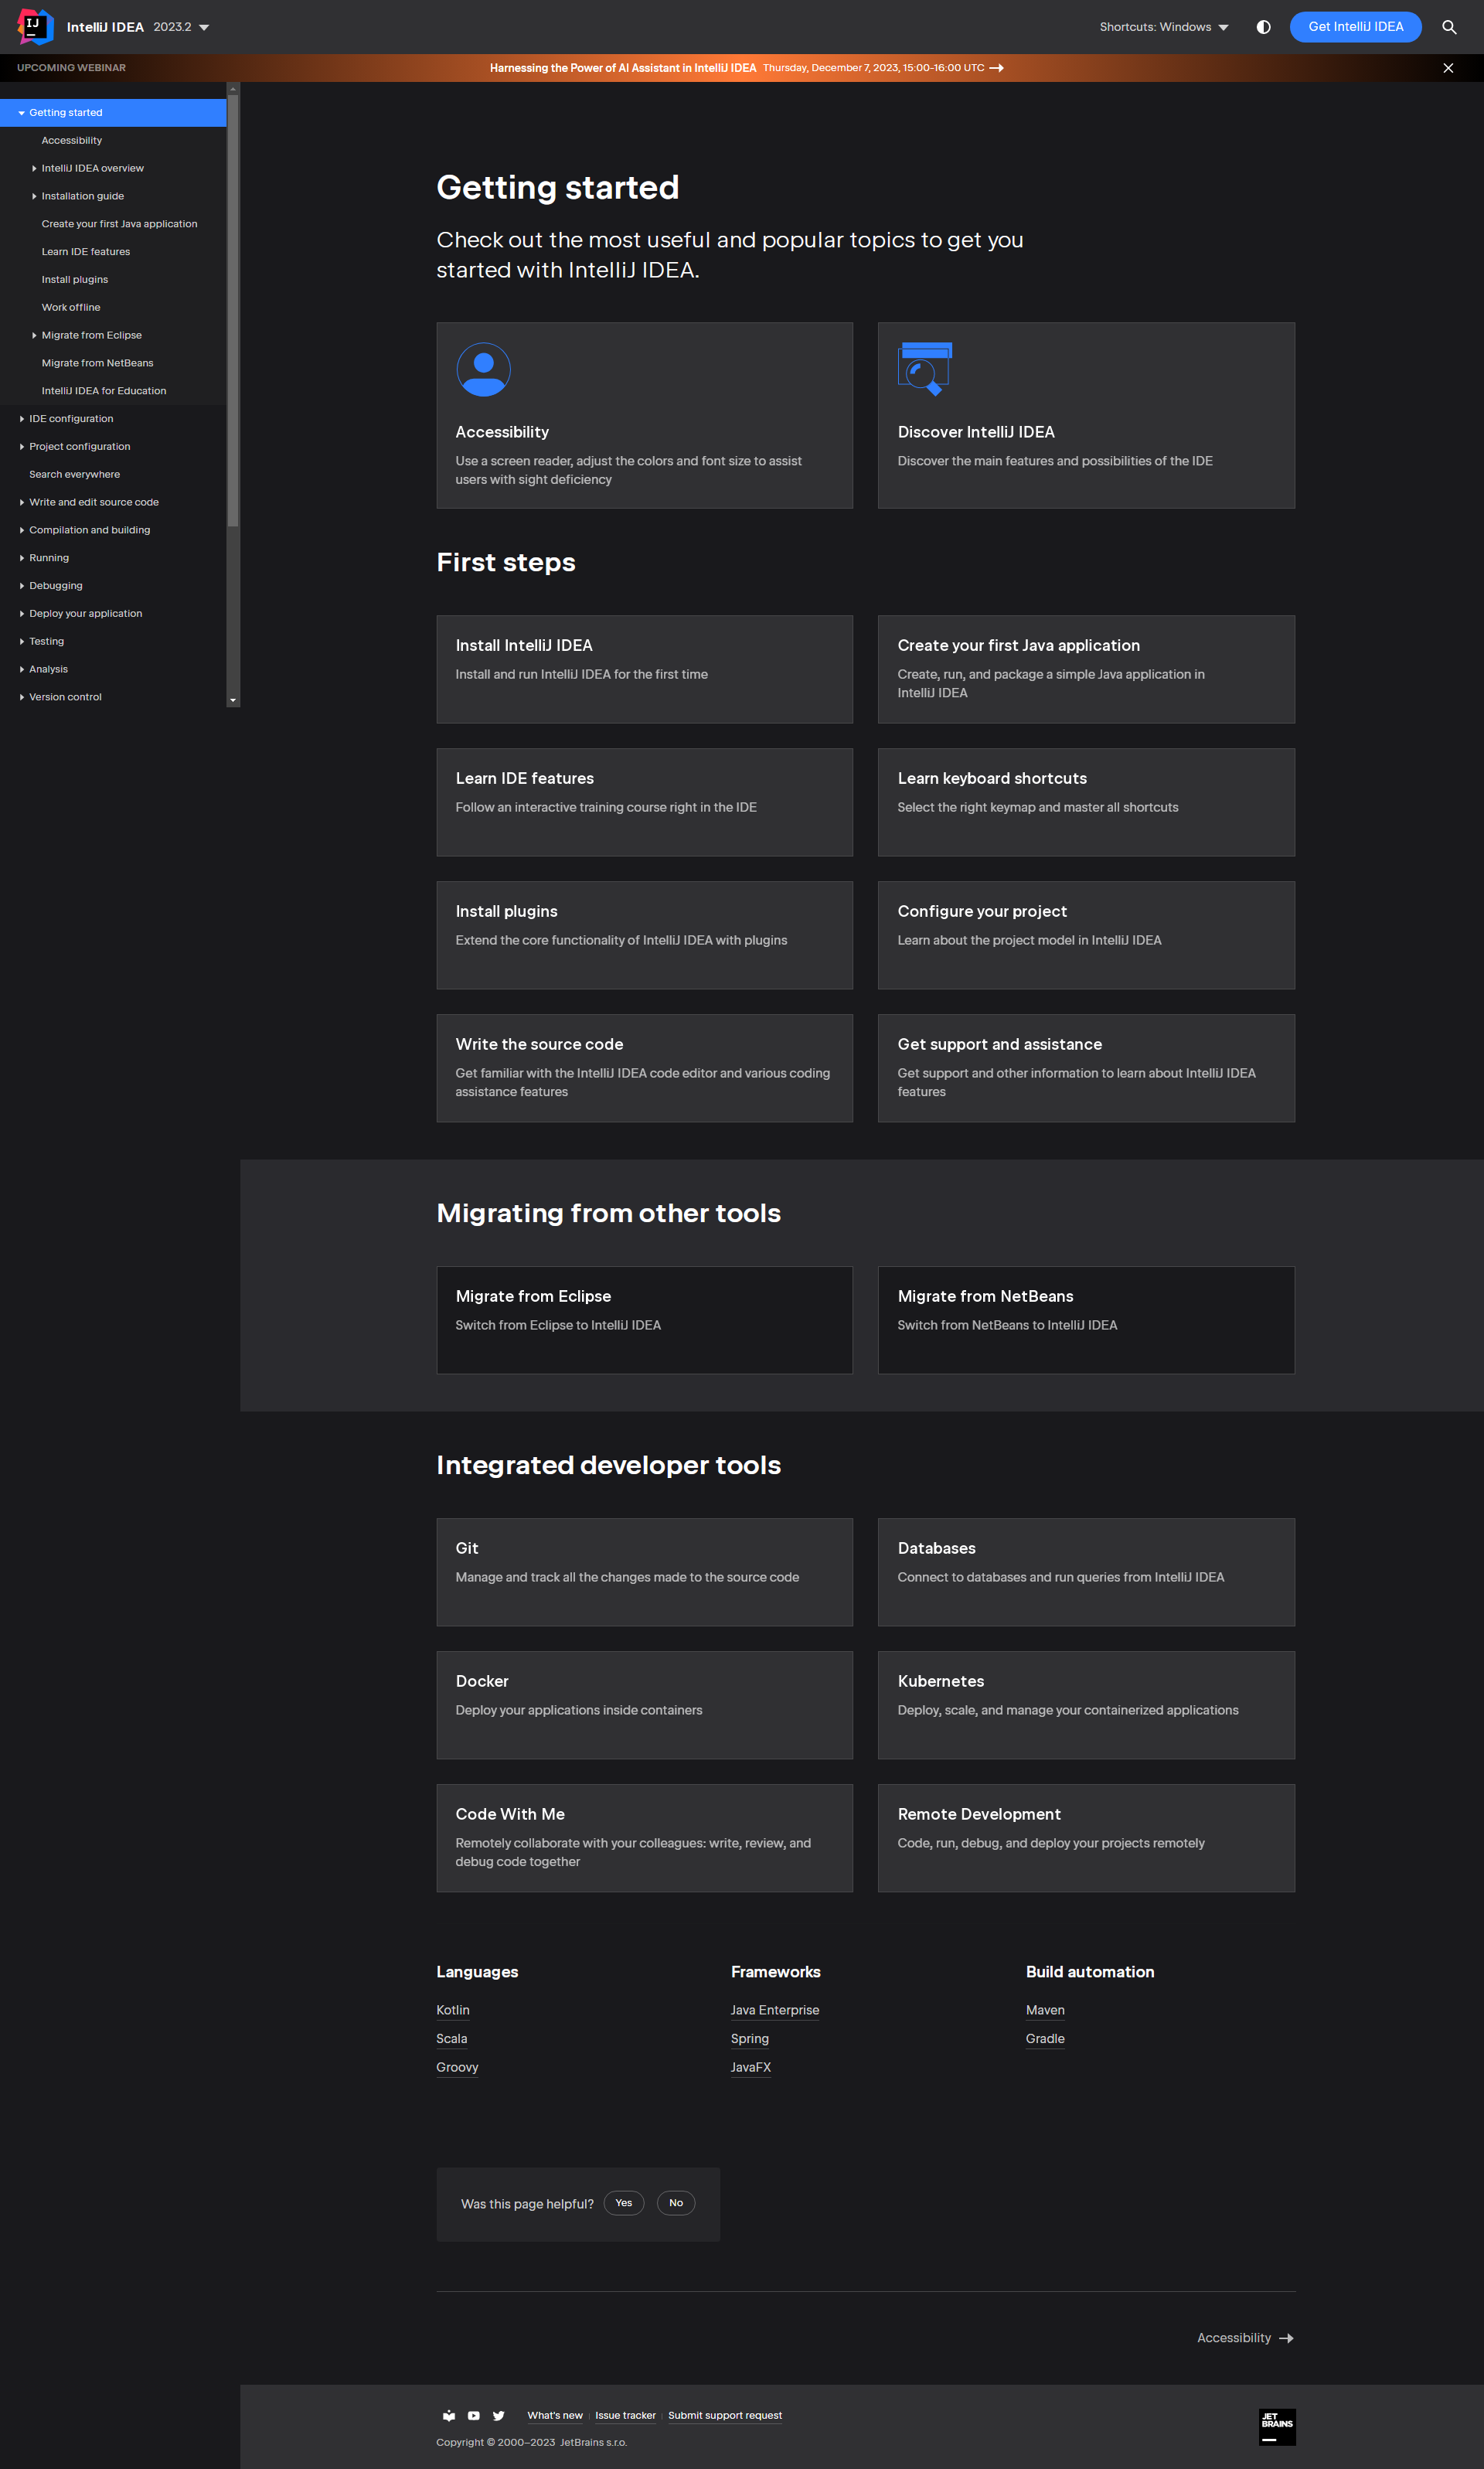 IJ
IntelliJ IDEA 2023.2
Shortcuts: Windows
Get IntelliJ IDEA
UPCOMING WEBINAR
Harnessing the Power of AI Assistant in IntelliJ IDEA Thursday, December 7, 2023, 15:00-16:00 UTC
Getting started
Accessibility
IntelliJ IDEA overview
Installation guide
Create your first Java application
Learn IDE features
Install plugins
Work offline
Migrate from Eclipse
Migrate from NetBeans
IntelliJ IDEA for Education
IDE configuration
Project configuration
Search everywhere
Write and edit source code
Compilation and building
Running
Debugging
Deploy your application
Testing
Analysis
Version control
Getting started
Check out the most useful and popular topics to get you
started with IntelliJ IDEA.
Accessibility
Use a screen reader, adjust the colors and font size to assist
users with sight deficiency
Discover IntelliJ IDEA
Discover the main features and possibilities of the IDE
First steps
Install IntelliJ IDEA
Install and run IntelliJ IDEA for the first time
Create your first Java application
Create, run, and package a simple Java application in
IntelliJ IDEA
Learn IDE features
Follow an interactive training course right in the IDE
Learn keyboard shortcuts
Select the right keymap and master all shortcuts
Install plugins
Extend the core functionality of IntelliJ IDEA with plugins
Configure your project
Learn about the project model in IntelliJ IDEA
Write the source code
Get familiar with the IntelliJ IDEA code editor and various coding
assistance features
Get support and assistance
Get support and other information to learn about IntelliJ IDEA
features
Migrating from other tools
Migrate from Eclipse
Switch from Eclipse to IntelliJ IDEA
Migrate from NetBeans
Switch from NetBeans to IntelliJ IDEA
Integrated developer tools
Git
Manage and track all the changes made to the source code
Databases
Connect to databases and run queries from IntelliJ IDEA
Docker
Deploy your applications inside containers
Kubernetes
Deploy, scale, and manage your containerized applications
Code With Me
Remotely collaborate with your colleagues: write, review, and
debug code together
Remote Development
Code, run, debug, and deploy your projects remotely
Languages
Kotlin
Scala
Groovy
Frameworks
Java Enterprise
Spring
JavaFX
Build automation
Maven
Gradle
Was this page helpful? Yes No
Accessibility
What's new Issue tracker Submit support request
Copyright © 2000–2023 JetBrains s.r.o.
JET
BRAINS